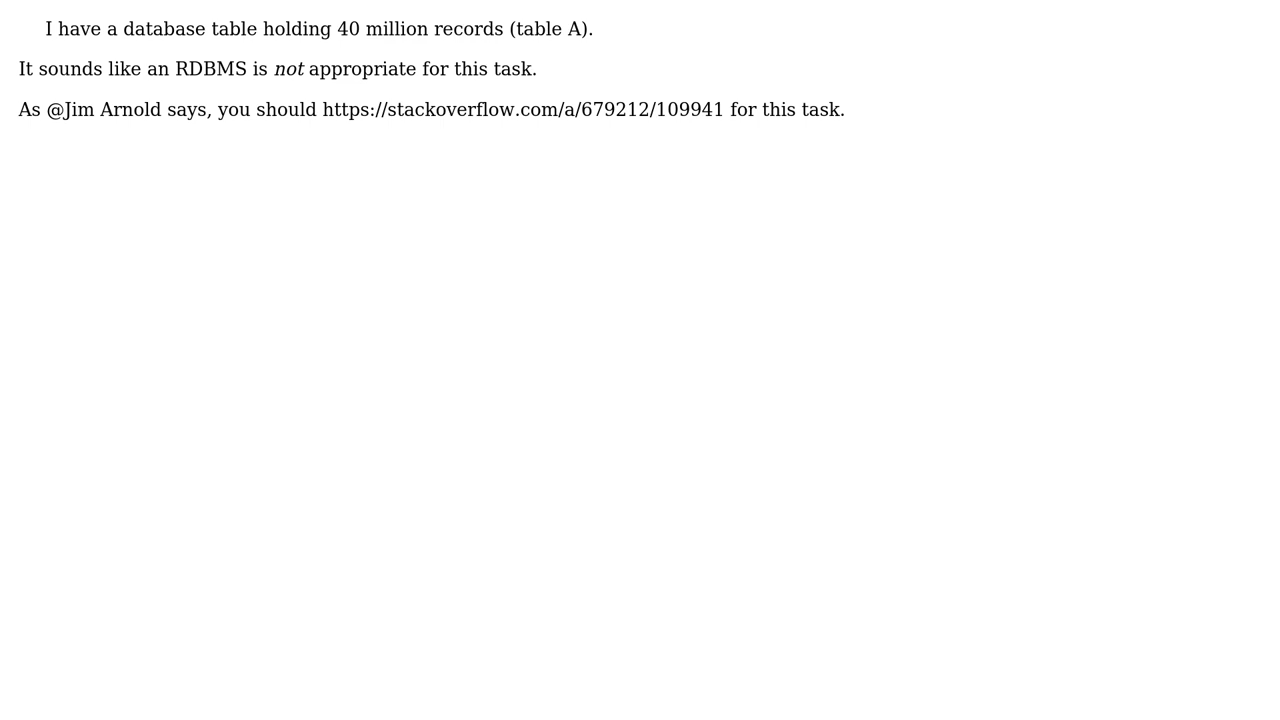 I have a database table holding 40 million records (table A).
It sounds like an RDBMS is not appropriate for this task.
As @Jim Arnold says, you should https://stackoverflow.com/a/679212/109941 for this task.